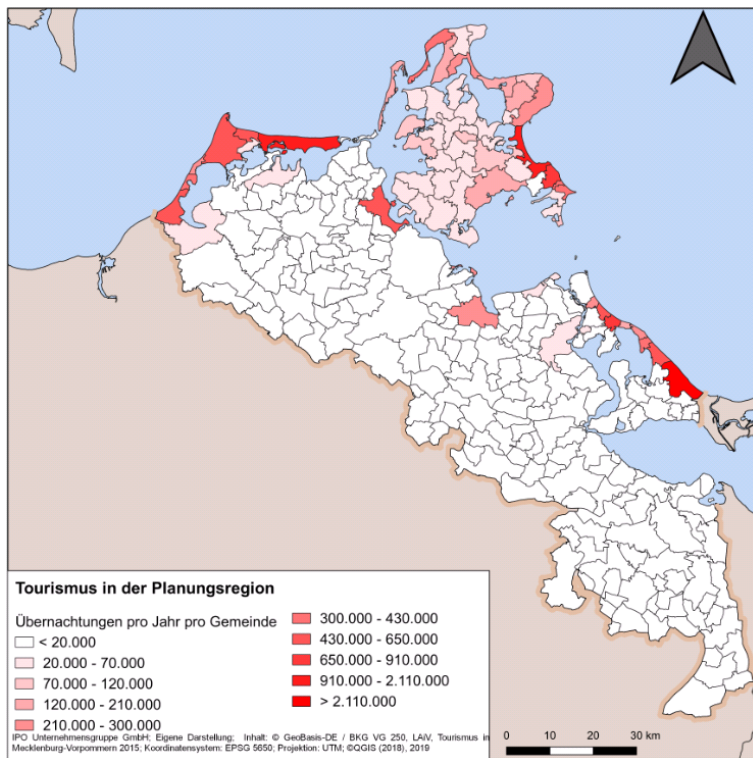 Tourismus in der Planungsregion
Übernachtungen pro Jahr pro Gemeinde
< 20.000
20.000 - 70.000
70.000 - 120.000
120.000 - 210.000
210.000 - 300.000
300.000 - 430.000
430.000 - 650.000
650.000 - 910.000
910.000 - 2.110.000
> 2.110.000
IPO Unternehmensgruppe GmbH; Eigene Darstellung; Inhalt: © GeoBasis-DE / BKG VG 250, LAiV, Tourismus in
Mecklenburg-Vorpommern 2015; Koordinatensystem: EPSG 5650; Projektion: UTM; ©QGIS (2018), 2019
0 10 20 30 km